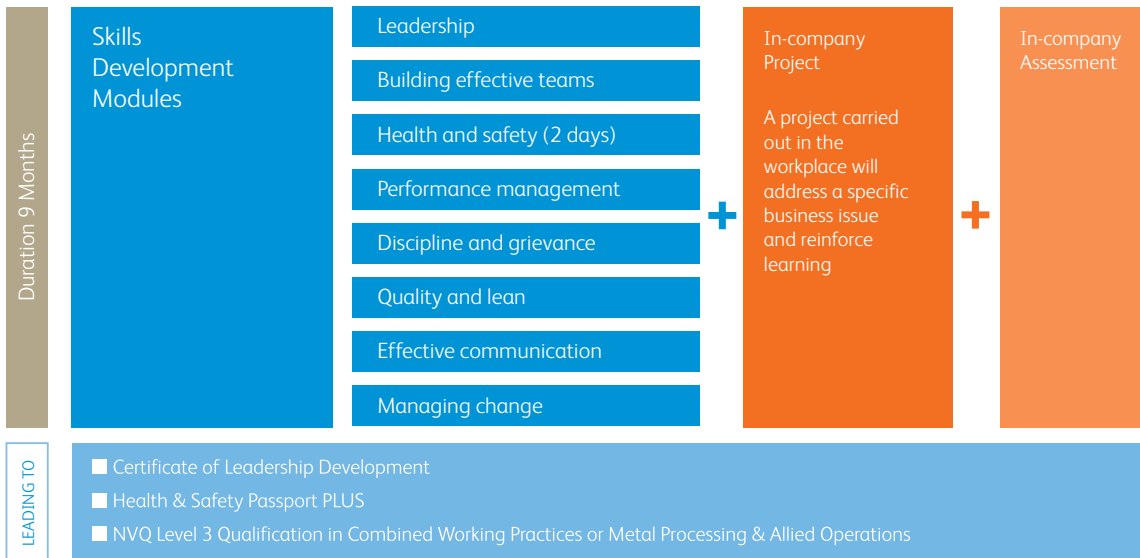 Duration 9 Months
Skills
Development
Modules
Leadership
Building effective teams
Health and safety (2 days)
Performance management
Discipline and grievance
Quality and lean
Effective communication
Managing change
+
In-company
Project
A project carried
out in the
workplace will
address a specific
business issue
and reinforce
learning
+
In-company
Assessment
LEADING TO
Certificate of Leadership Development
Health & Safety Passport PLUS
NVQ Level 3 Qualification in Combined Working Practices or Metal Processing & Allied Operations